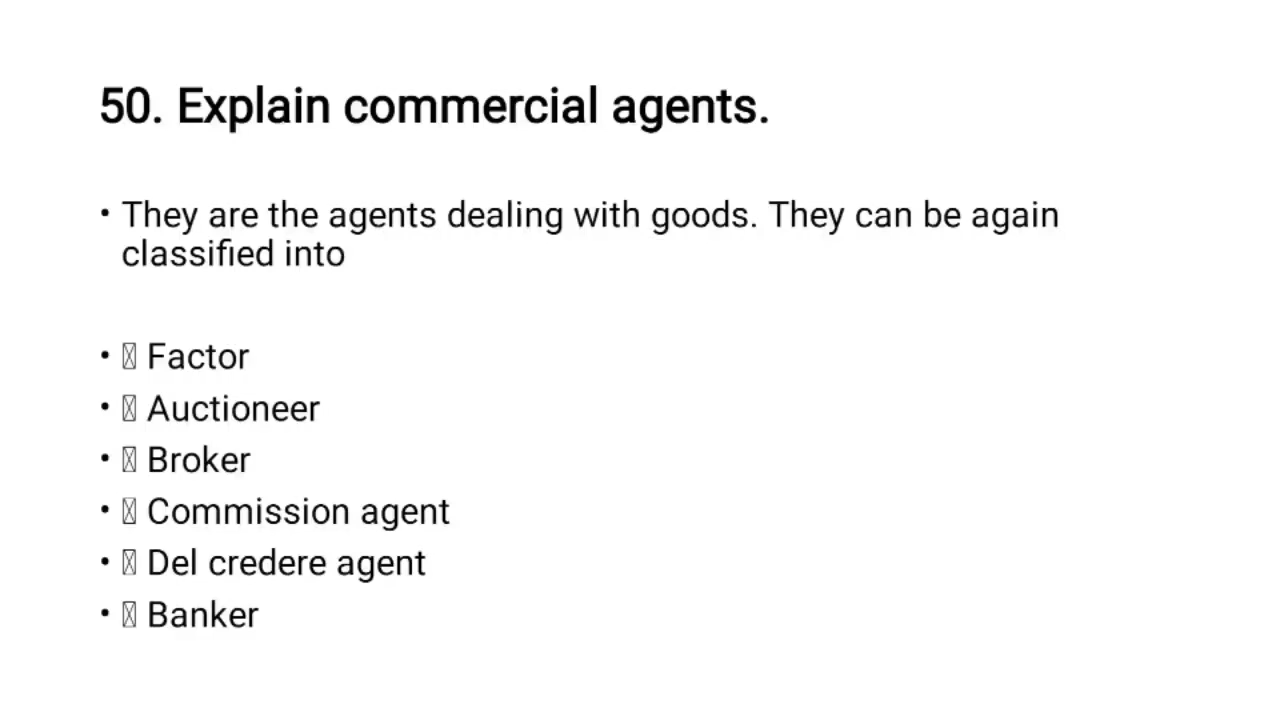 50. Explain commercial agents.
• They are the agents dealing with goods. They can be again
classified into
•  Factor
•  Auctioneer
•  Broker
•  Commission agent
•  Del credere agent
•  Banker